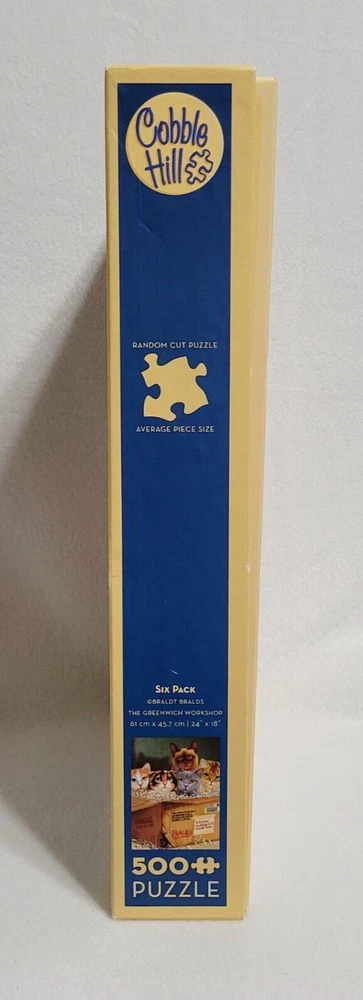 Cobble
Hill
RANDOM CUT PUZZLE
AVERAGE PIECE SIZE
SIX PACK
©BRALDT BRALDS
THE GREENWICH WORKSHOP
61 cm x 45.7 cm | 24" x 18"
500
PUZZLE